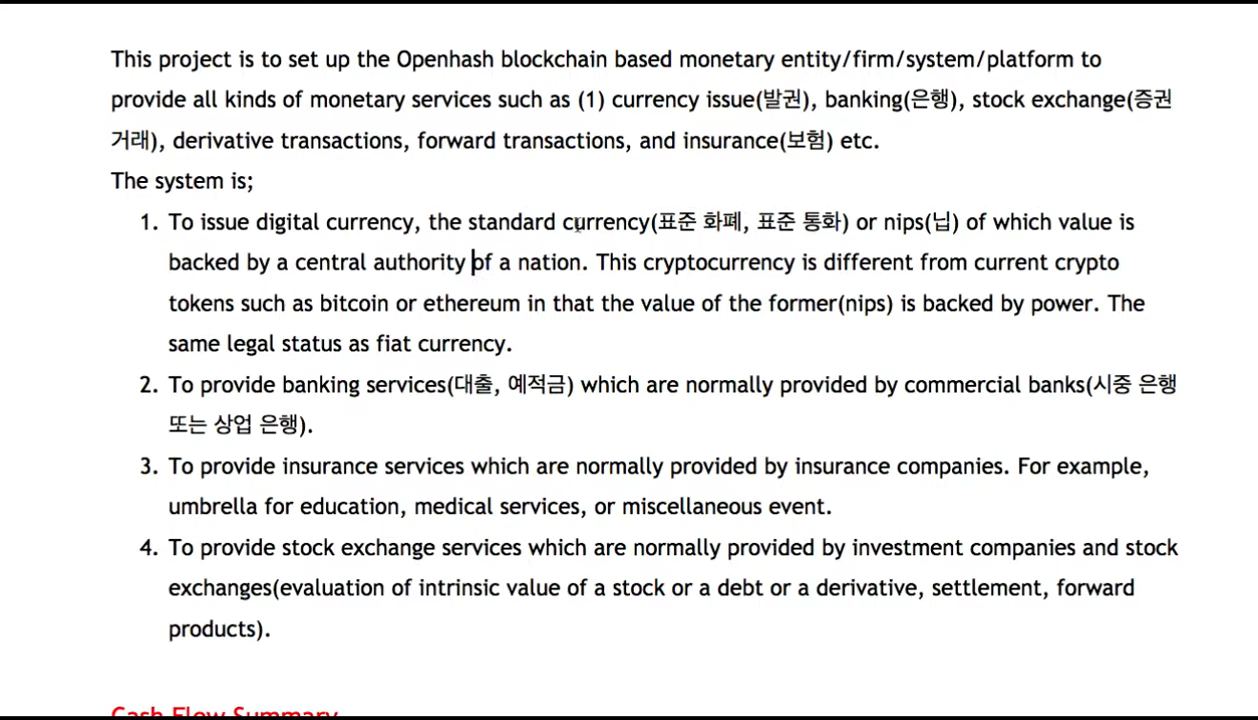 This project is to set up the Openhash blockchain based monetary entity/firm/system/platform to
provide all kinds of monetary services such as (1) currency issue(발권), banking(은행), stock exchange(증권
거래), derivative transactions, forward transactions, and insurance(보험) etc.
The system is;
1. To issue digital currency, the standard currency(표준 화폐, 표준 통화) or nips(닙) of which value is
backed by a central authority of a nation. This cryptocurrency is different from current crypto
tokens such as bitcoin or ethereum in that the value of the former(nips) is backed by power. The
same legal status as fiat currency.
2. To provide banking services(대출, 예적금) which are normally provided by commercial banks(시중 은행
또는 상업 은행).
3. To provide insurance services which are normally provided by insurance companies. For example,
umbrella for education, medical services, or miscellaneous event.
4. To provide stock exchange services which are normally provided by investment companies and stock
exchanges(evaluation of intrinsic value of a stock or a debt or a derivative, settlement, forward
products).
Cash Flow Summary